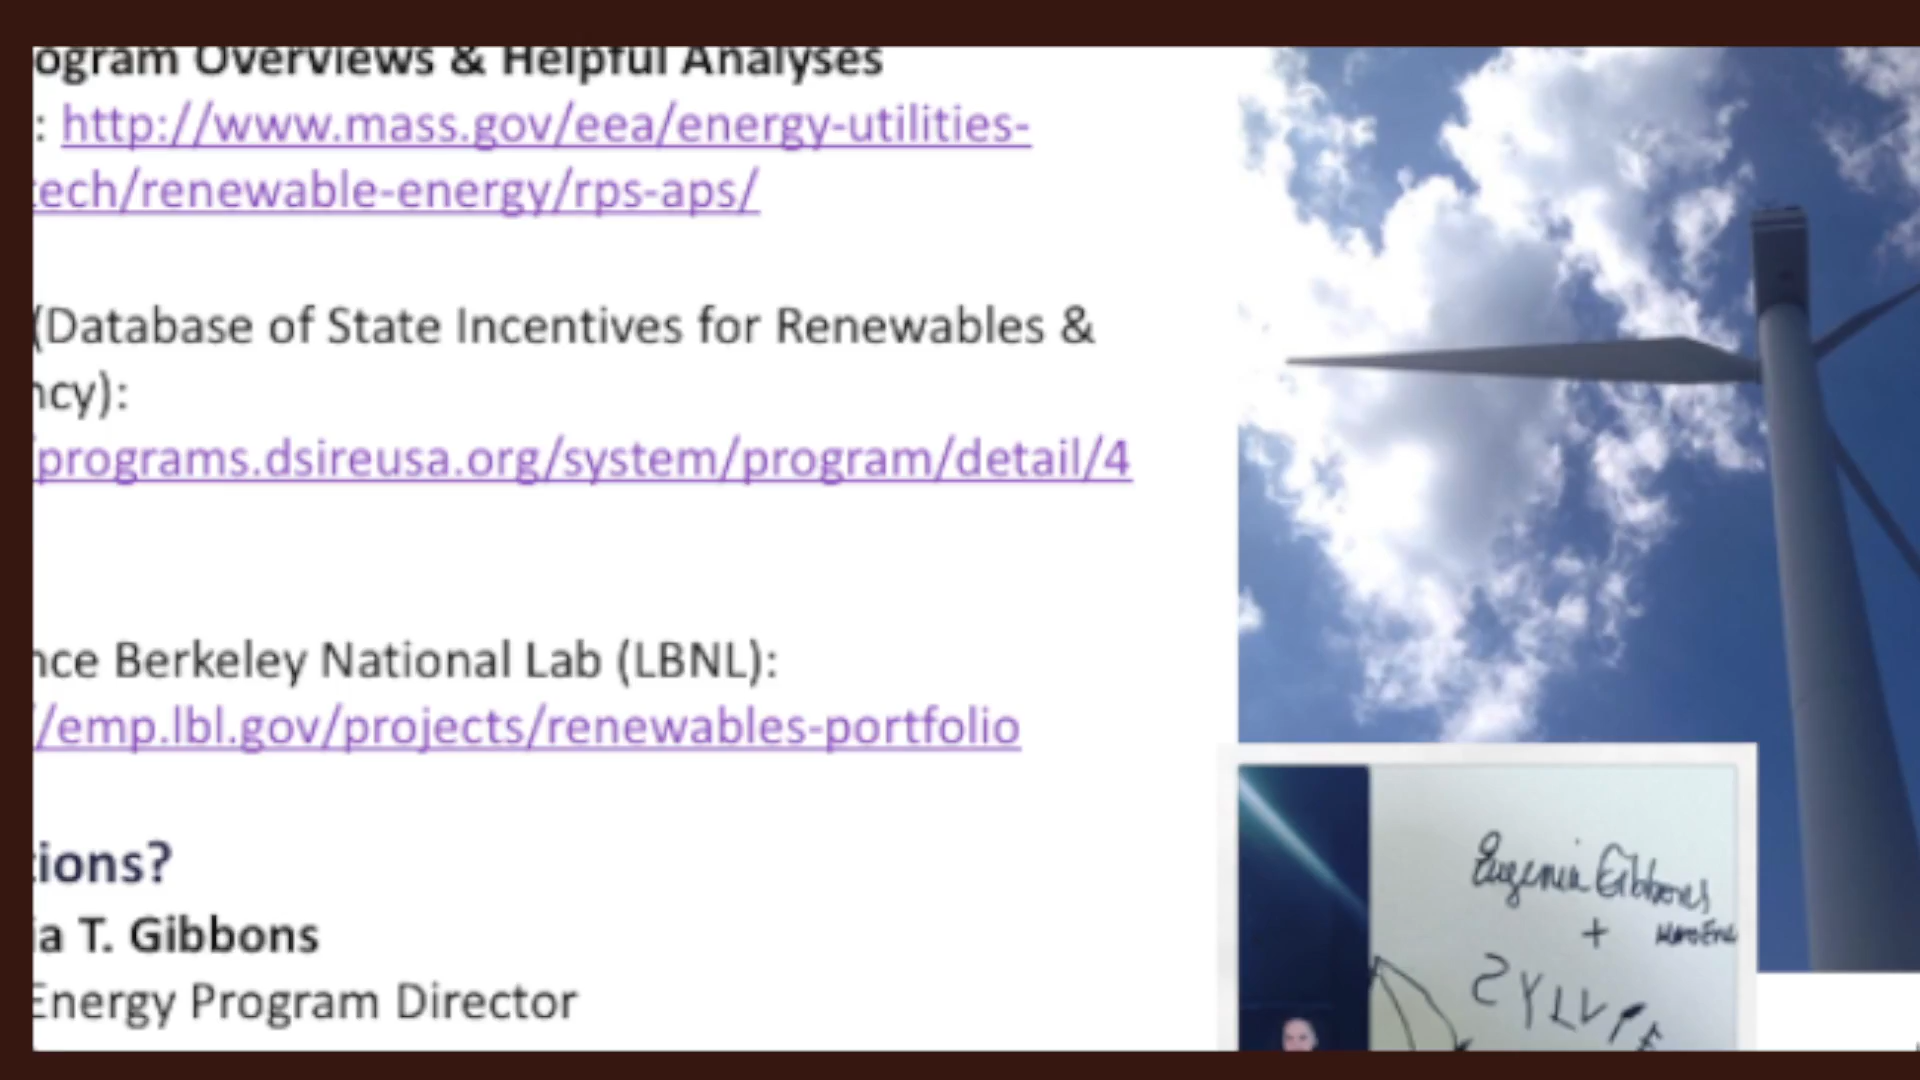 ogram Overviews & Helpful Analyses
: http://www.mass.gov/eea/energy-utilities-
tech/renewable-energy/rps-aps/
(Database of State Incentives for Renewables &
ncy):
/programs.dsireusa.org/system/program/detail/4
nce Berkeley National Lab (LBNL):
//emp.lbl.gov/projects/renewables-portfolio
tions?
ia T. Gibbons
Energy Program Director
Eugenia Gibbons
+